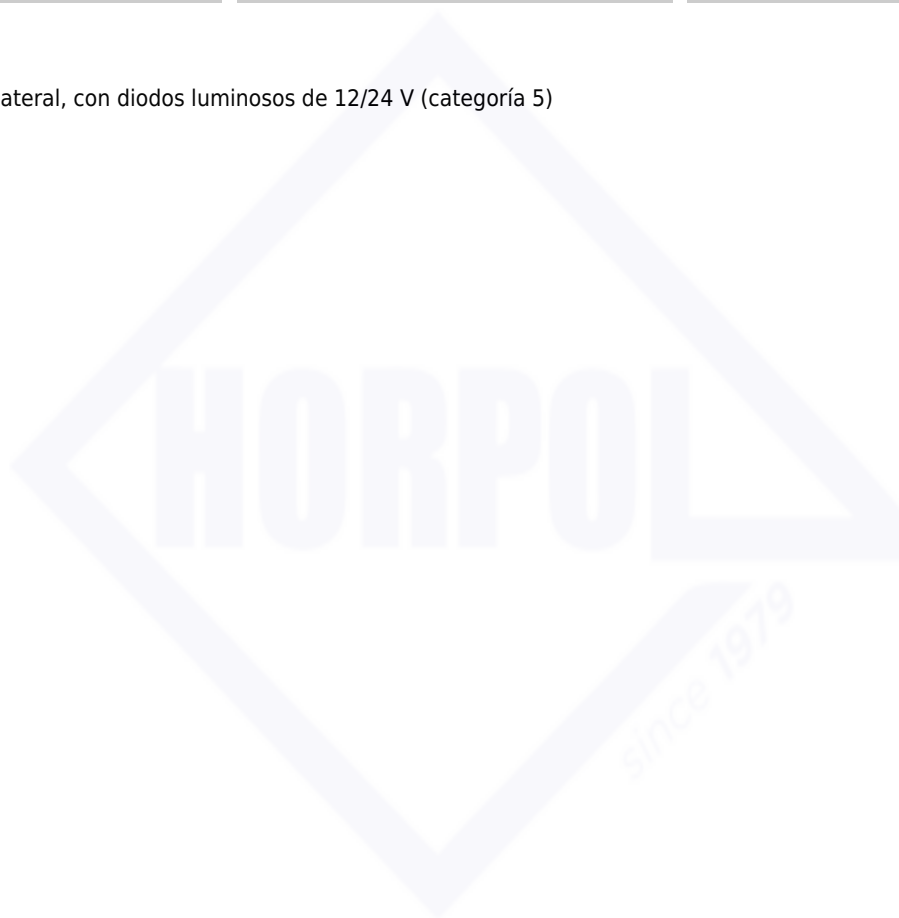 ateral, con diodos luminosos de 12/24 V (categoría 5)
HORPOL
since 1979